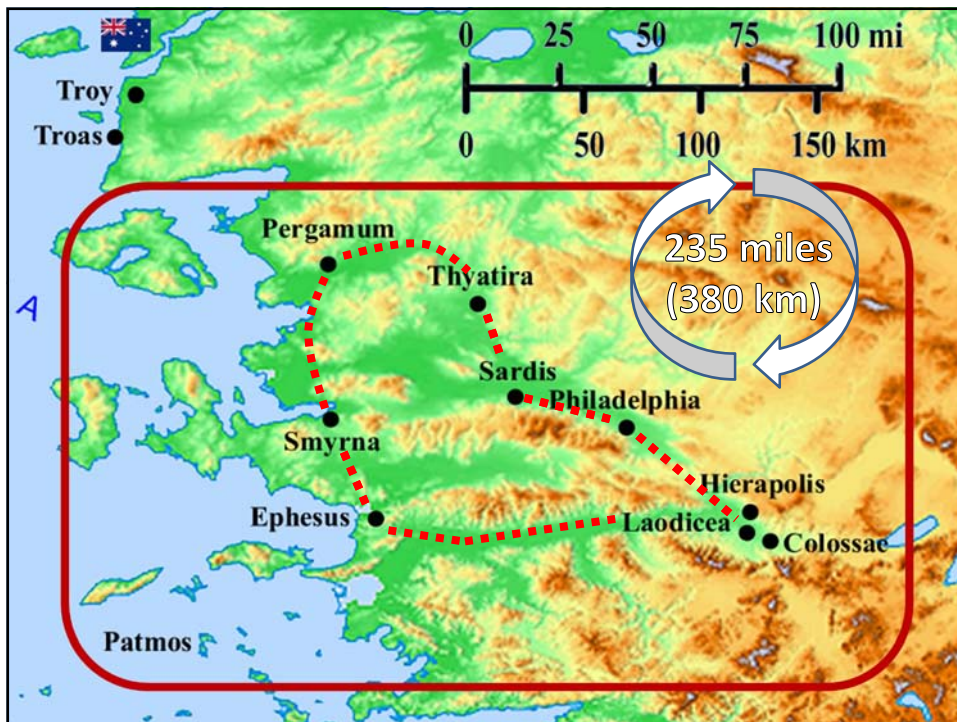 0 25 50 75 100 mi
0 50 100 150 km
Troy
Troas
Pergamum
Thyatira
235 miles
(380 km)
A
Sardis
Philadelphia
Smyrna
Hierapolis
Ephesus
Laodicea
Colossae
Patmos